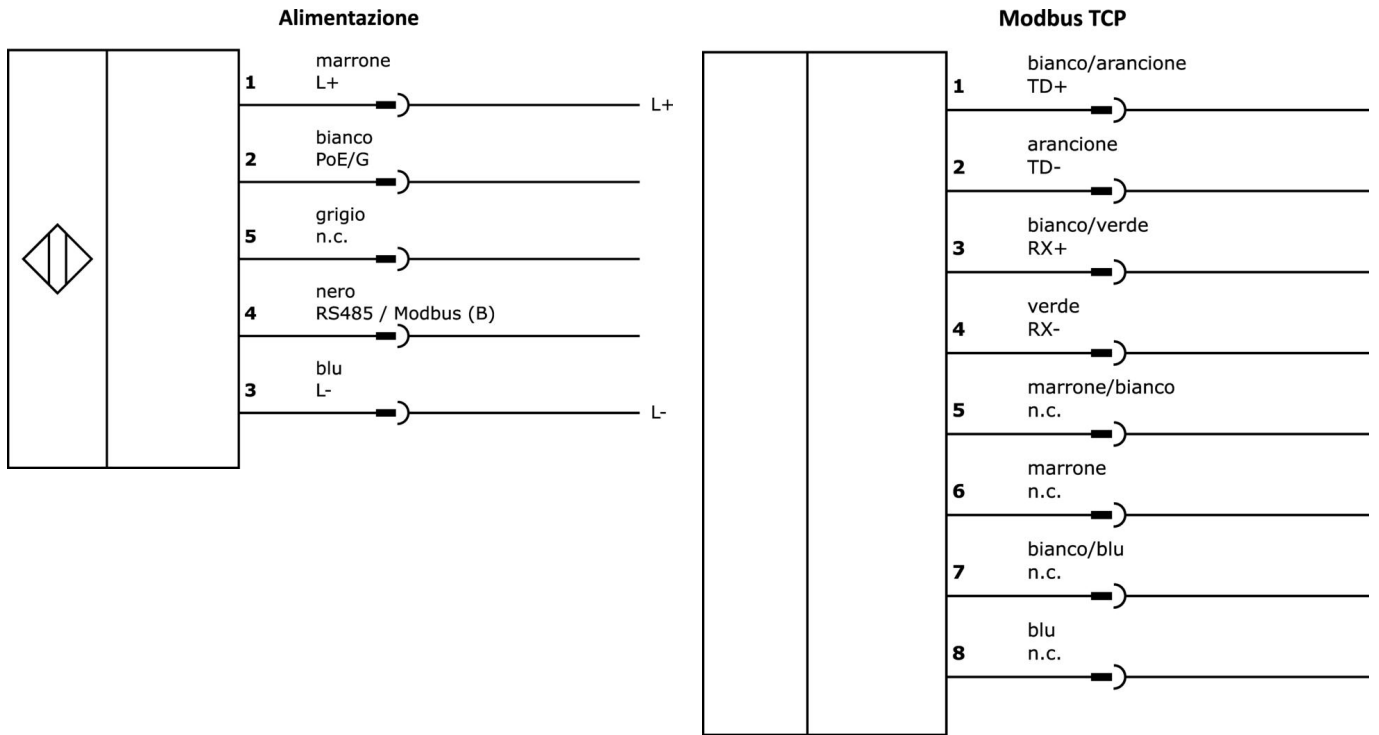 Alimentazione
marrone
1 L+
L+
bianco
2 PoE/G
grigio
5 n.c.
nero
4 RS485 / Modbus (B)
blu
3 L-
L-
Modbus TCP
bianco/arancione
1 TD+
arancione
2 TD-
bianco/verde
3 RX+
verde
4 RX-
marrone/bianco
5 n.c.
marrone
6 n.c.
bianco/blu
7 n.c.
blu
8 n.c.